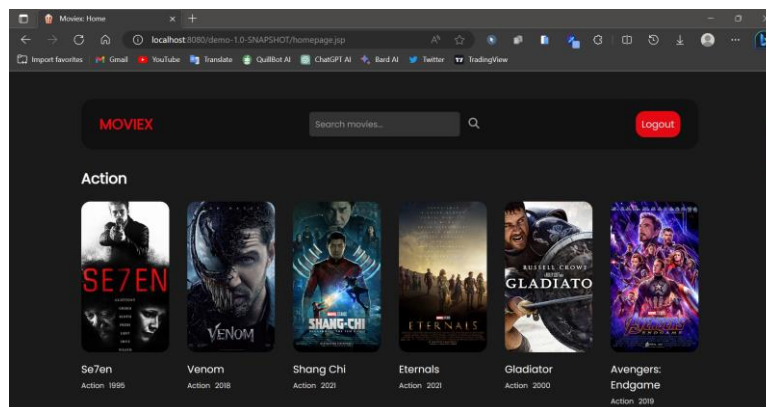 Moviex: Home
localhost:8080/demo-1.0-SNAPSHOT/homepage.jsp
Import favorites Gmail YouTube Translate QuillBot AI ChatGPT AI Bard AI Twitter TradingView
MOVIEX
Search movies...
Logout
Action
SE7EN
VENOM
SHANG-CHI
ETERNALS
RUSSELL CROWE
GLADIATO
AVENGERS
ENDGAME
Se7en
Action 1995
Venom
Action 2018
Shang Chi
Action 2021
Eternals
Action 2021
Gladiator
Action 2000
Avengers:
Endgame
Action 2019